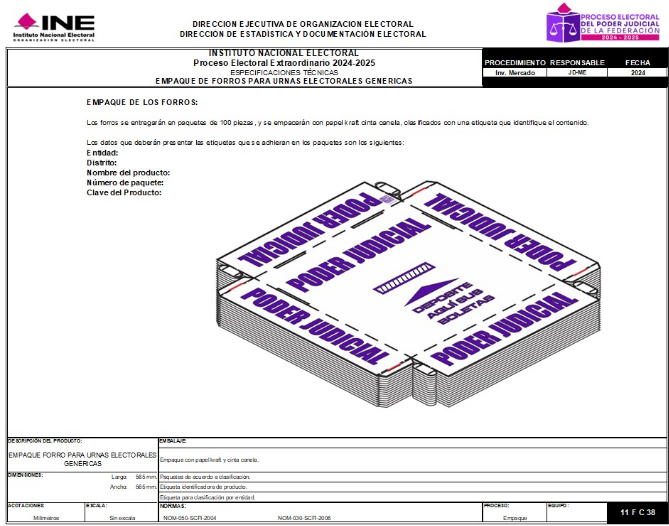 INE
Instituto Nacional Electoral
ORGANIZACIÓN ELECTORAL
DIRECCION EJECUTIVA DE ORGANIZACION ELECTORAL
DIRECCION DE ESTADÍSTICA Y DOCUMENTACIÓN ELECTORAL
PROCESO ELECTORAL
DEL PODER JUDICIAL
DE LA FEDERACIÓN
2024 - 2025
INSTITUTO NACIONAL ELECTORAL
Proceso Electoral Extraordinario 2024-2025
ESPECIFICACIONES TÉCNICAS
EMPAQUE DE FORROS PARA URNAS ELECTORALES GENERICAS
PROCEDIMIENTO RESPONSABLE FECHA
Inv. Mercado JD-ME 2024
EMPAQUE DE LOS FORROS:
Los forros se entregarán en paquetes de 100 piezas, y se empacarán con papel kraft cinta canela, clasificados con una etiqueta que identifique el contenido.
Los datos que deberán presentar las etiquetas que se adhieran en los paquetes son los siguientes:
Entidad:
Distrito:
Nombre del producto:
Número de paquete:
Clave del Producto:
PODER JUDICIAL
PODER JUDICIAL
PODER JUDICIAL
DEPOSITE
AQUÍ SUS
BOLETAS
PODER JUDICIAL
PODER JUDICIAL
DESCRIPCIÓN DEL PRODUCTO: EMBALAJE:
EMPAQUE FORRO PARA URNAS ELECTORALES
GENERICAS
Empaque con papel kraft y cinta canela.
DIMENSIONES:
Largo: 565 mm. Paquetes de acuerdo a clasificación.
Ancho: 565 mm. Etiqueta identificadora de producto.
Etiqueta para clasificación por entidad.
ACOTACIONES: ESCALA: NORMAS: PROCESO: EQUIPO:
Milímetros Sin escala NOM-050-SCFI-2004 NOM-030-SCFI-2006 Empaque
11 F C 38